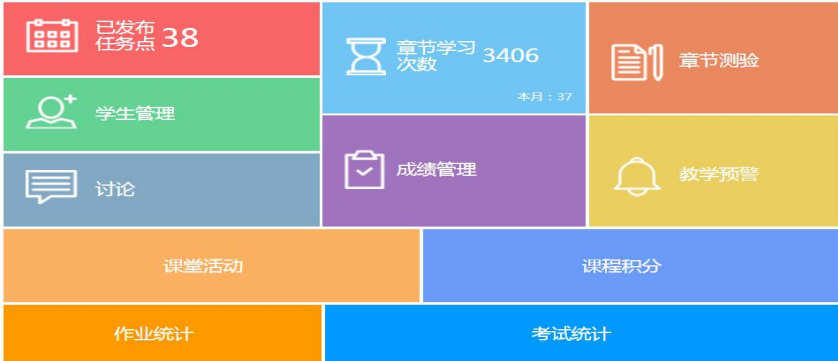 已发布
任务点 38
章节学习
次数 3406
本月：37
章节测验
学生管理
讨论
成绩管理
教学预警
课堂活动
课程积分
作业统计
考试统计